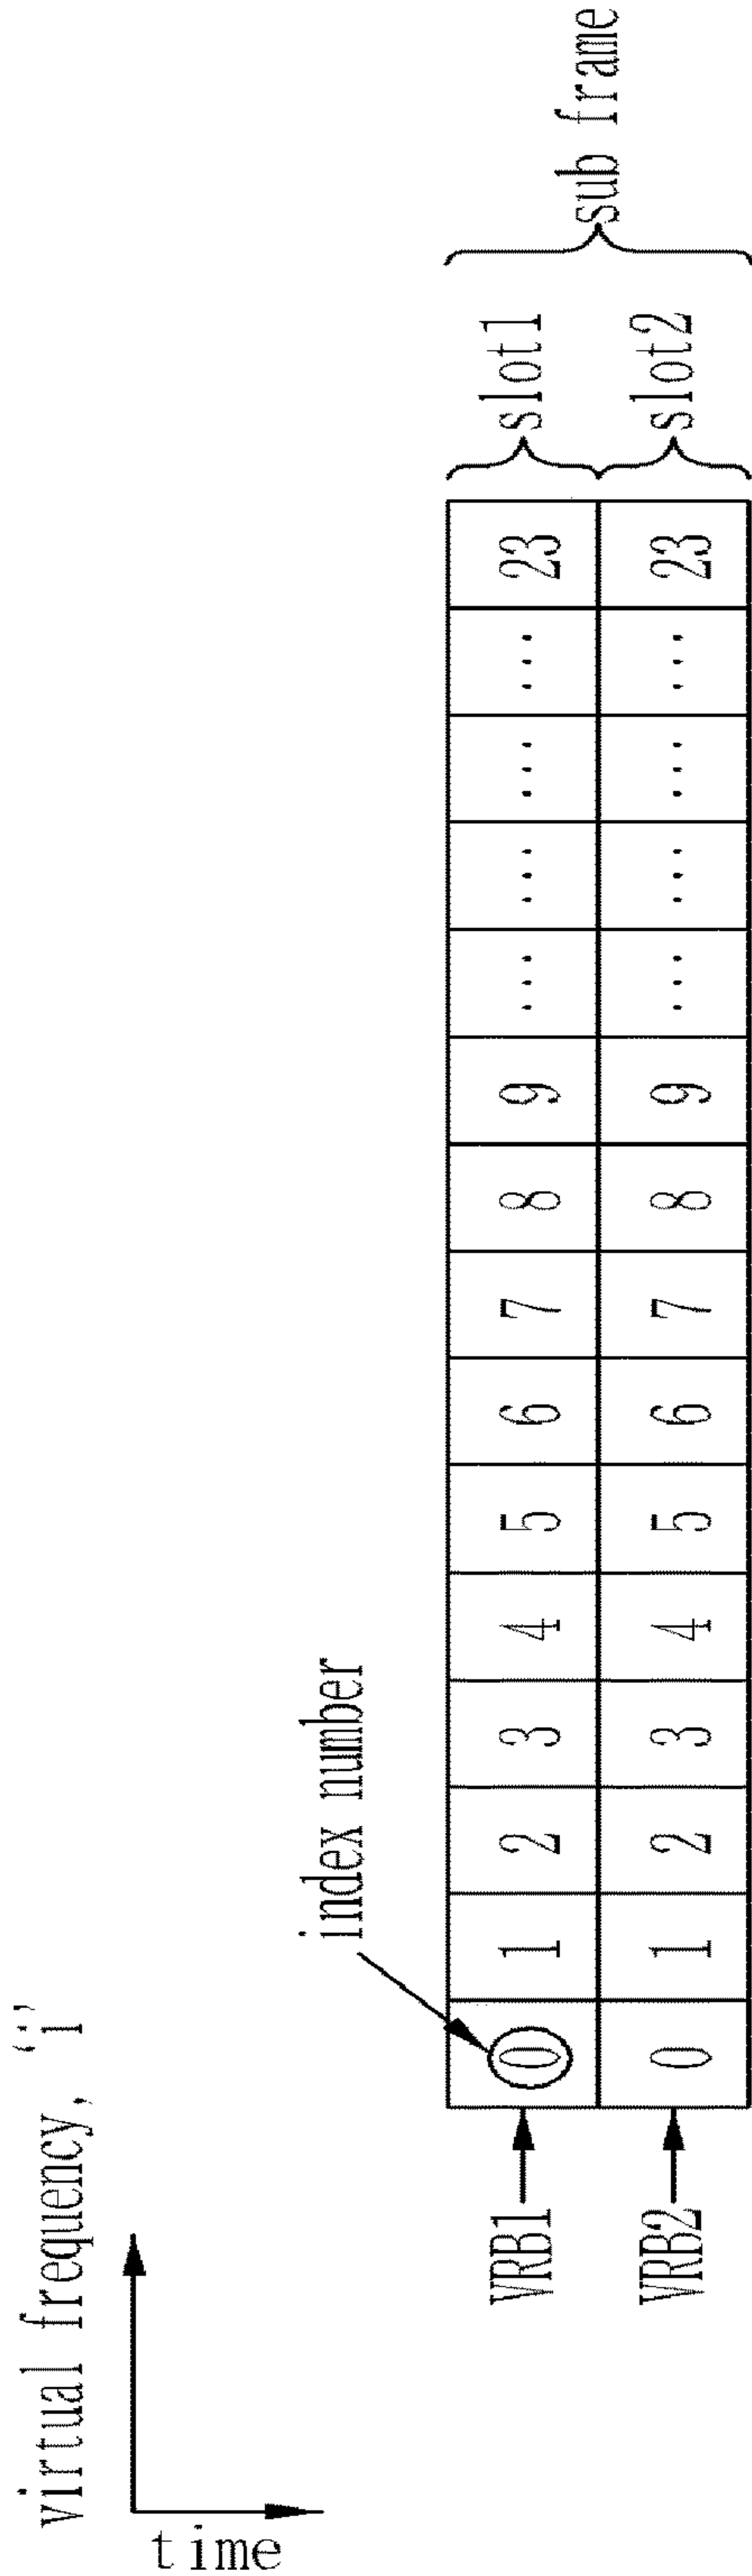 virtual frequency, ‘i’
time
index number
VRB1 0 1 2 3 4 5 6 7 8 9 ... ... ... ... 23 slot1
VRB2 0 1 2 3 4 5 6 7 8 9 ... ... ... ... 23 slot2
sub frame